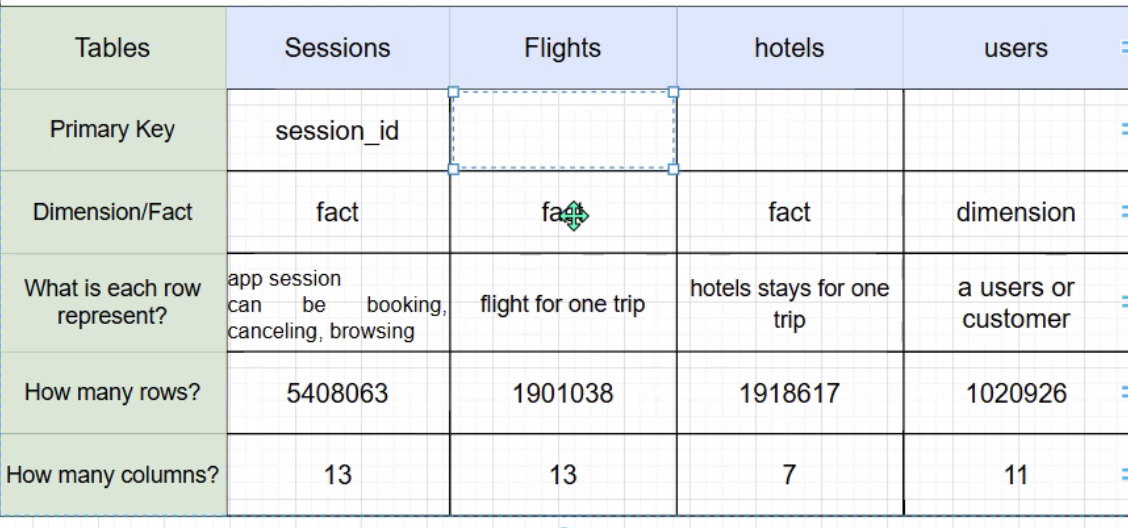 Tables Sessions Flights hotels users
Primary Key session_id
Dimension/Fact fact fact fact dimension
What is each row
represent?
app session
can be booking,
canceling, browsing
flight for one trip
hotels stays for one
trip
a users or
customer
How many rows? 5408063 1901038 1918617 1020926
How many columns? 13 13 7 11